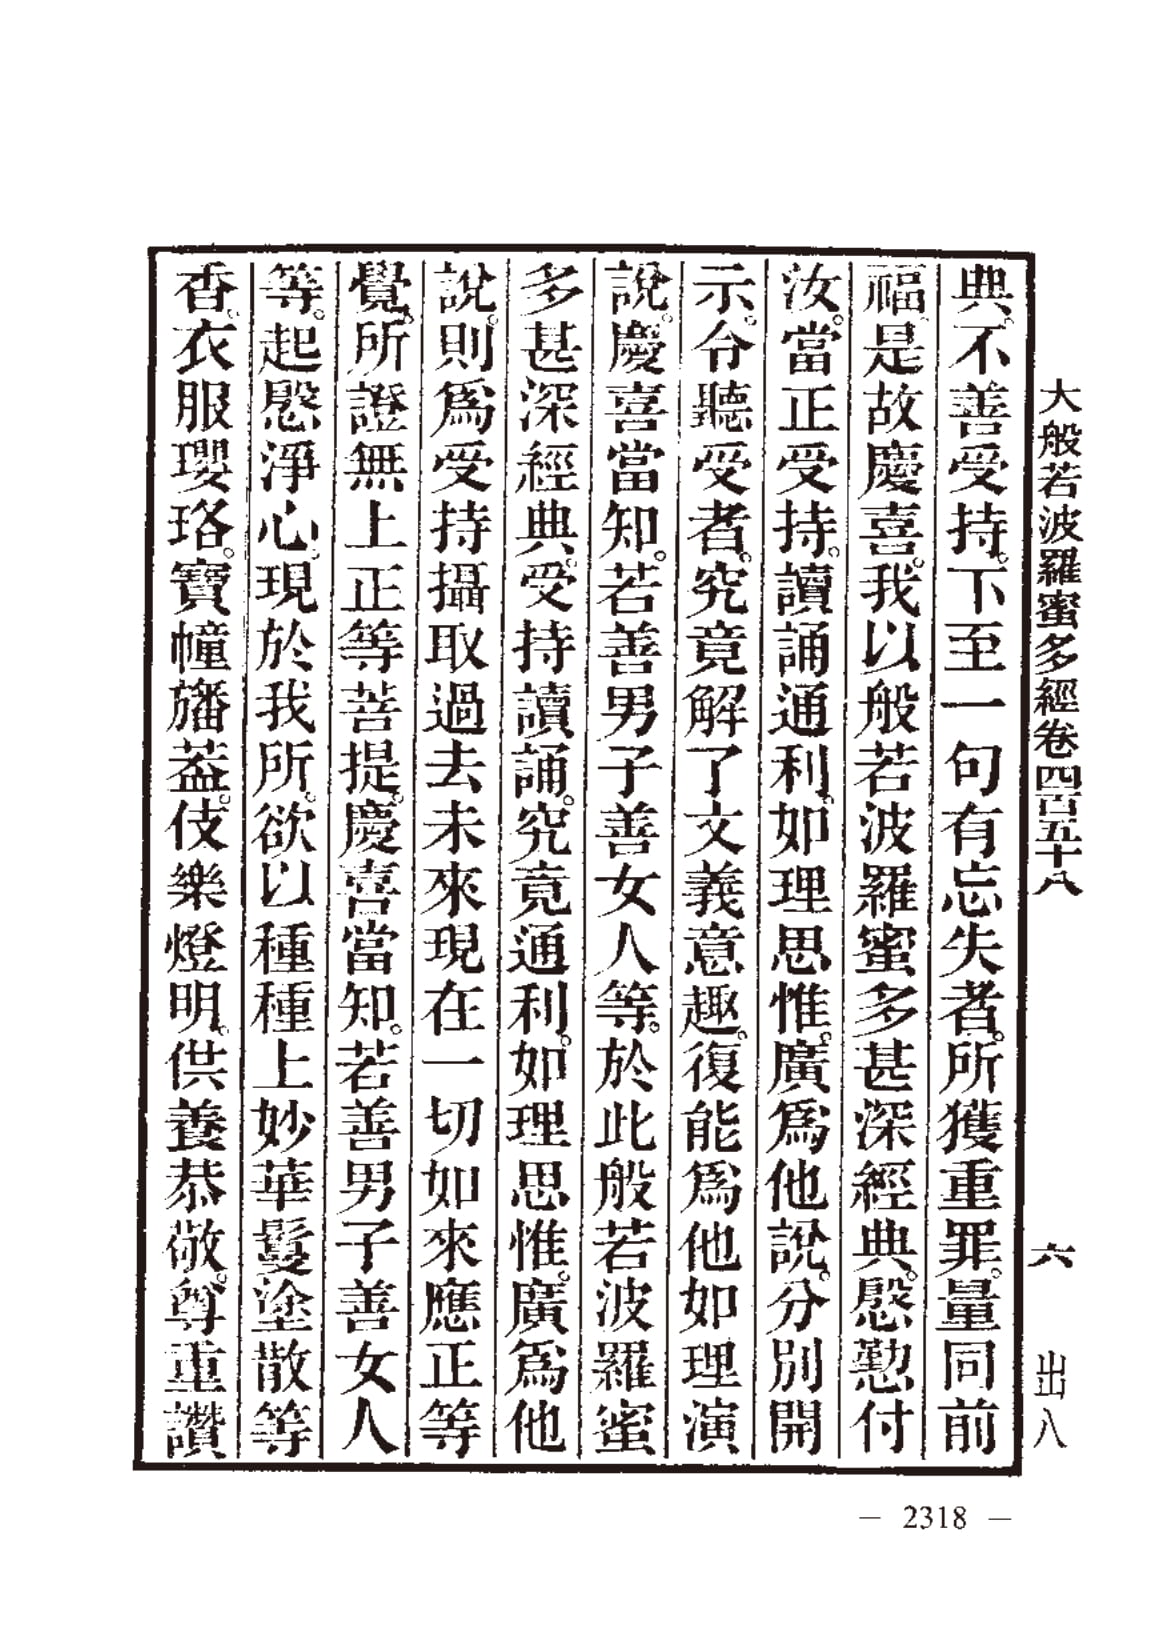 大般若波羅蜜多經卷四百五十八 六 出八
典。不善受持。下至一句有忘失者。所獲重罪。量同前
福。是故慶喜。我以般若波羅蜜多甚深經典。慇懃付
汝。當正受持。讀誦通利。如理思惟。廣爲他說。分別開
示。令聽受者。究竟解了文義意趣。復能爲他如理演
說。慶喜當知。若善男子善女人等。於此般若波羅蜜
多甚深經典。受持讀誦。究竟通利。如理思惟。廣爲他
說。則爲受持攝取過去未來現在一切如來應正等
覺。所證無上正等菩提。慶喜當知。若善男子善女人
等。起慇淨心。現於我所。欲以種種上妙華鬘塗散等
香。衣服瓔珞。寶幢旛蓋。伎樂燈明。供養恭敬。尊重讚
— 2318 —